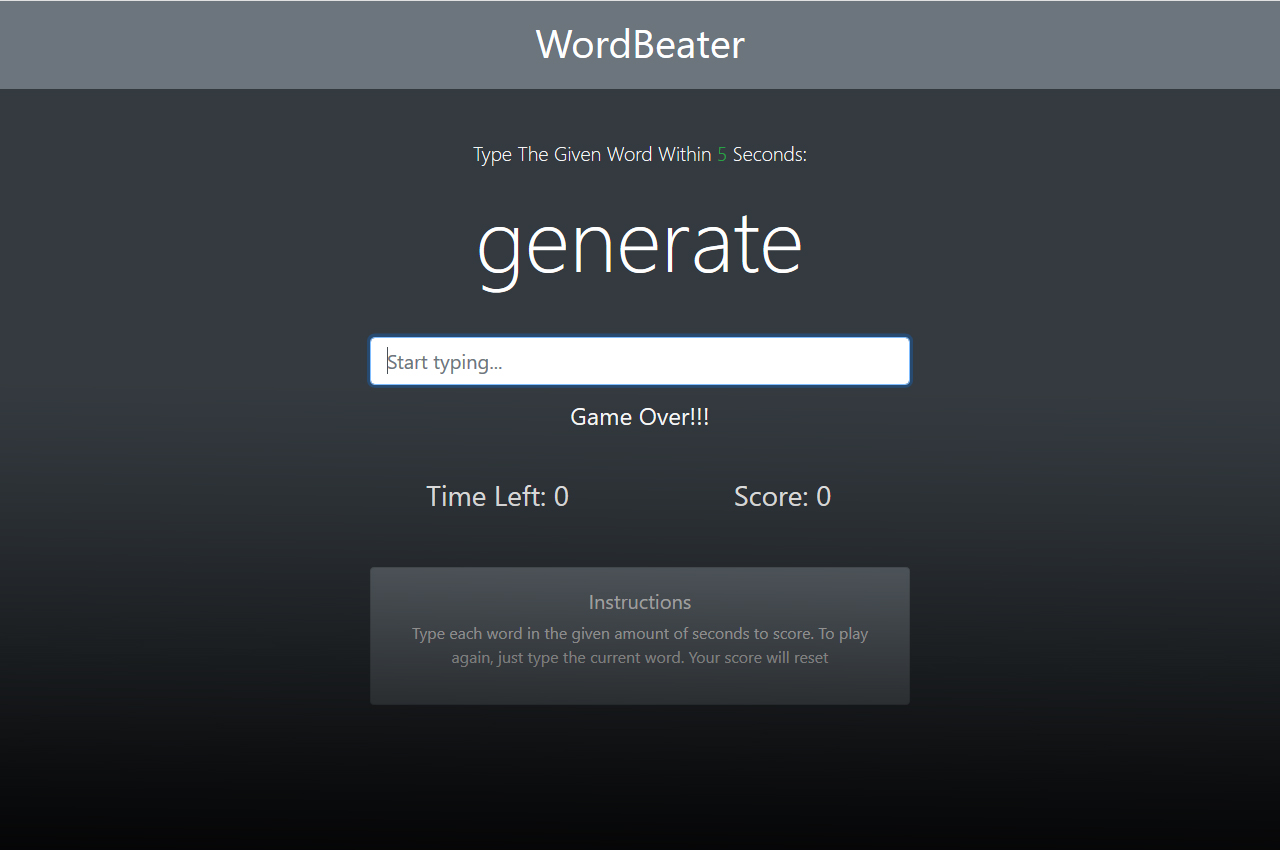 WordBeater
Type The Given Word Within 5 Seconds:
generate
Start typing...
Game Over!!!
Time Left: 0 Score: 0
Instructions
Type each word in the given amount of seconds to score. To play
again, just type the current word. Your score will reset